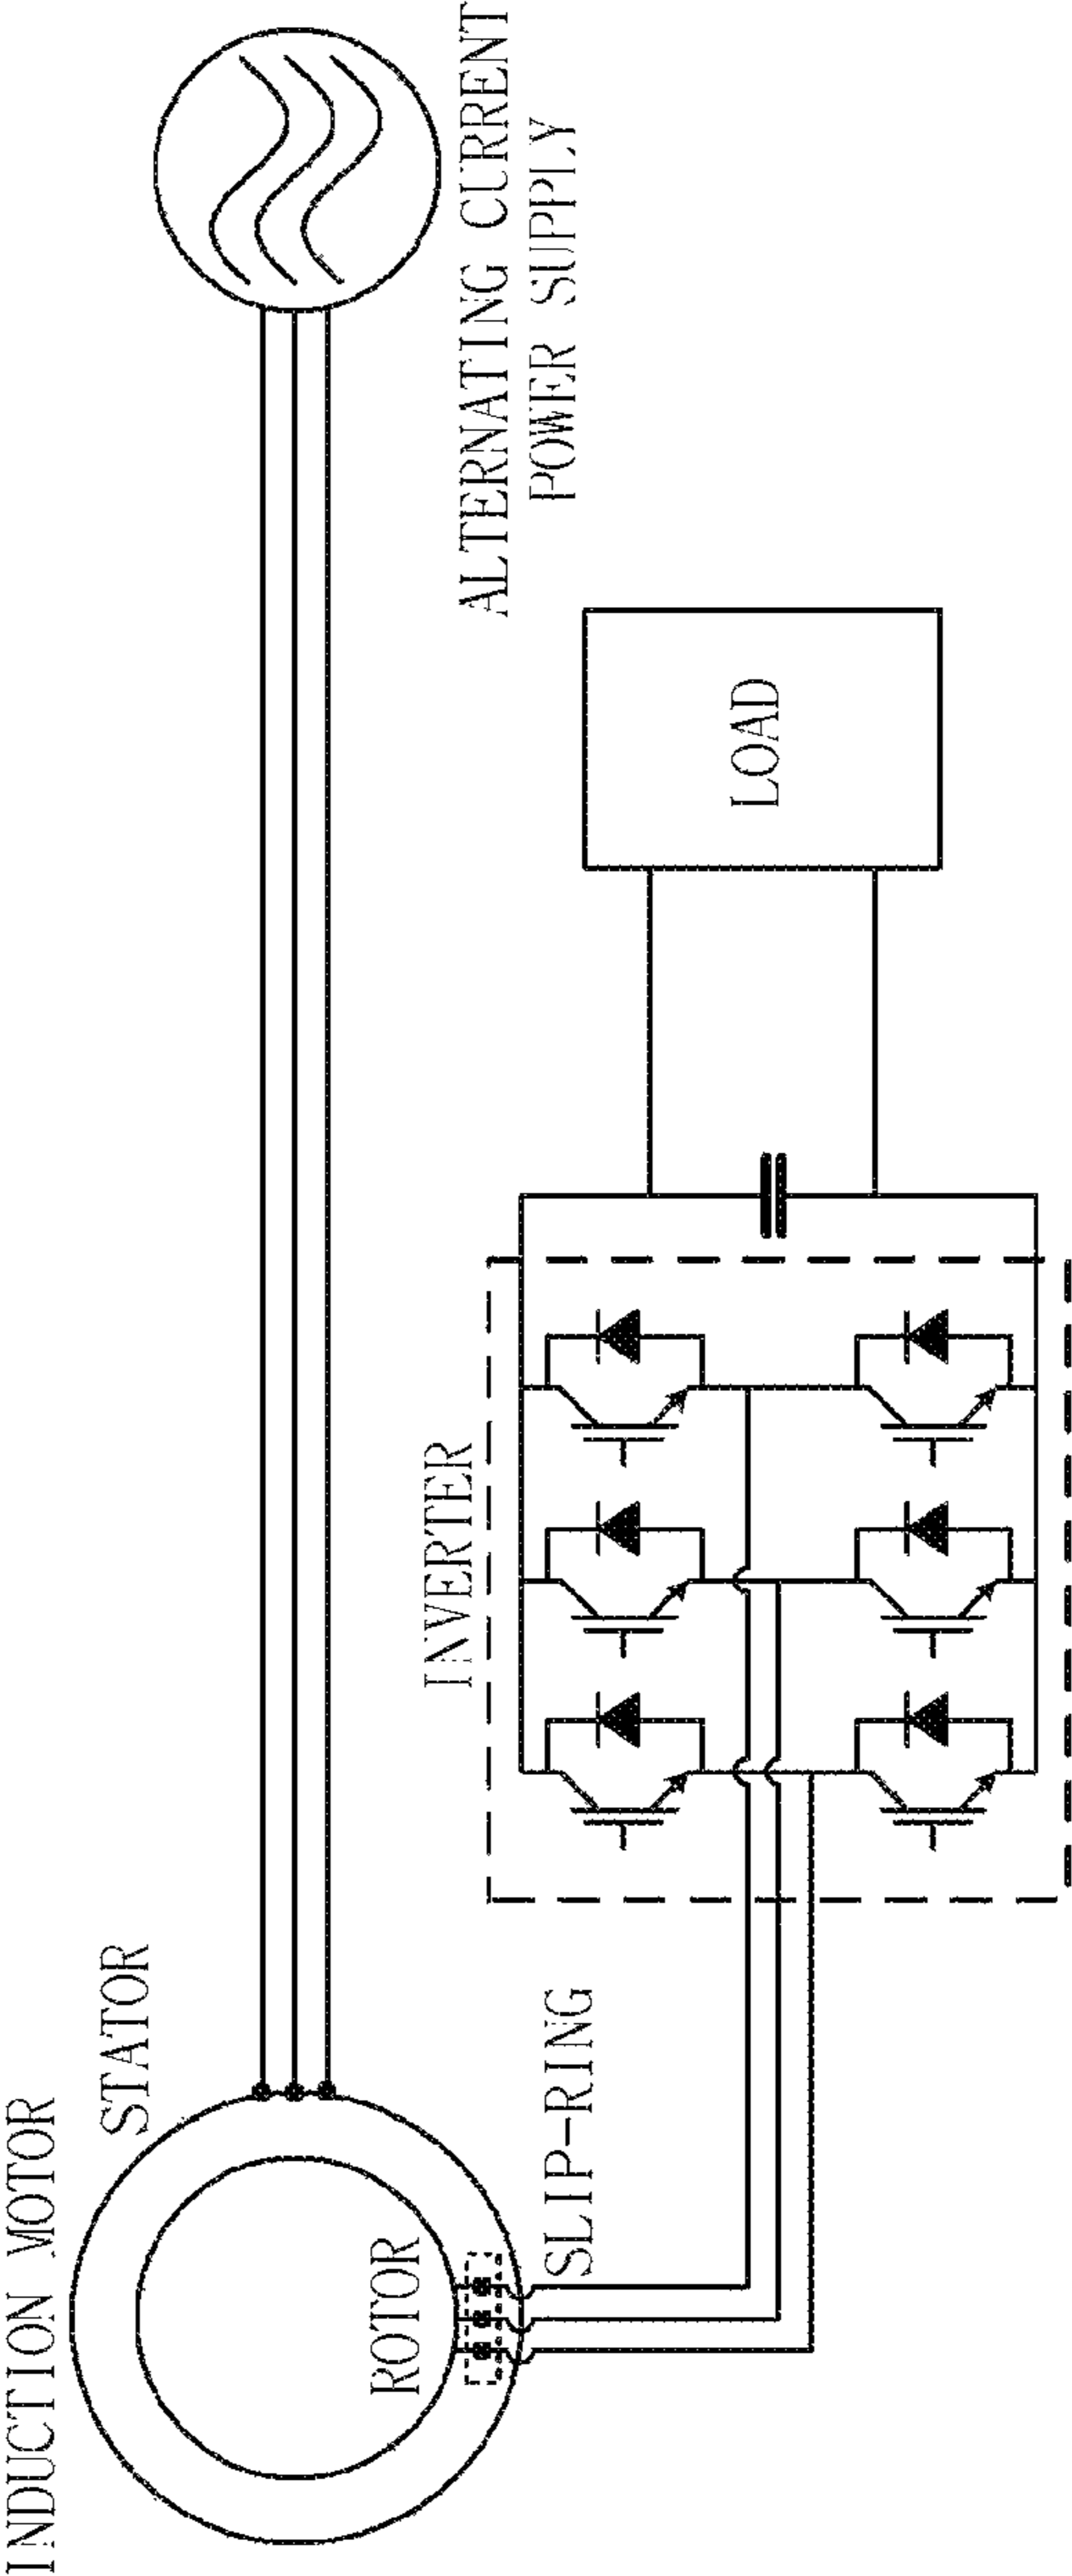 INDUCTION MOTOR
STATOR
ROTOR
SLIP-RING
INVERTER
LOAD
ALTERNATING CURRENT
POWER SUPPLY